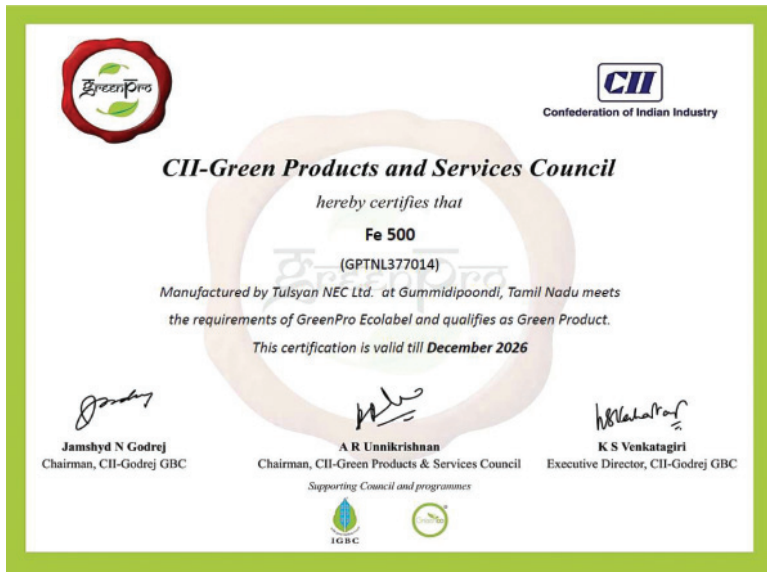 GreenPro
CII
Confederation of Indian Industry
CII-Green Products and Services Council
hereby certifies that
Fe 500
(GPTNL377014)
GreenPro
Manufactured by Tulsyan NEC Ltd. at Gummidipoondi, Tamil Nadu meets
the requirements of GreenPro Ecolabel and qualifies as Green Product.
This certification is valid till December 2026
Jamshyd N Godrej
Chairman, CII-Godrej GBC
A R Unnikrishnan
Chairman, CII-Green Products & Services Council
K S Venkatagiri
Executive Director, CII-Godrej GBC
Supporting Council and programmes
IGBC